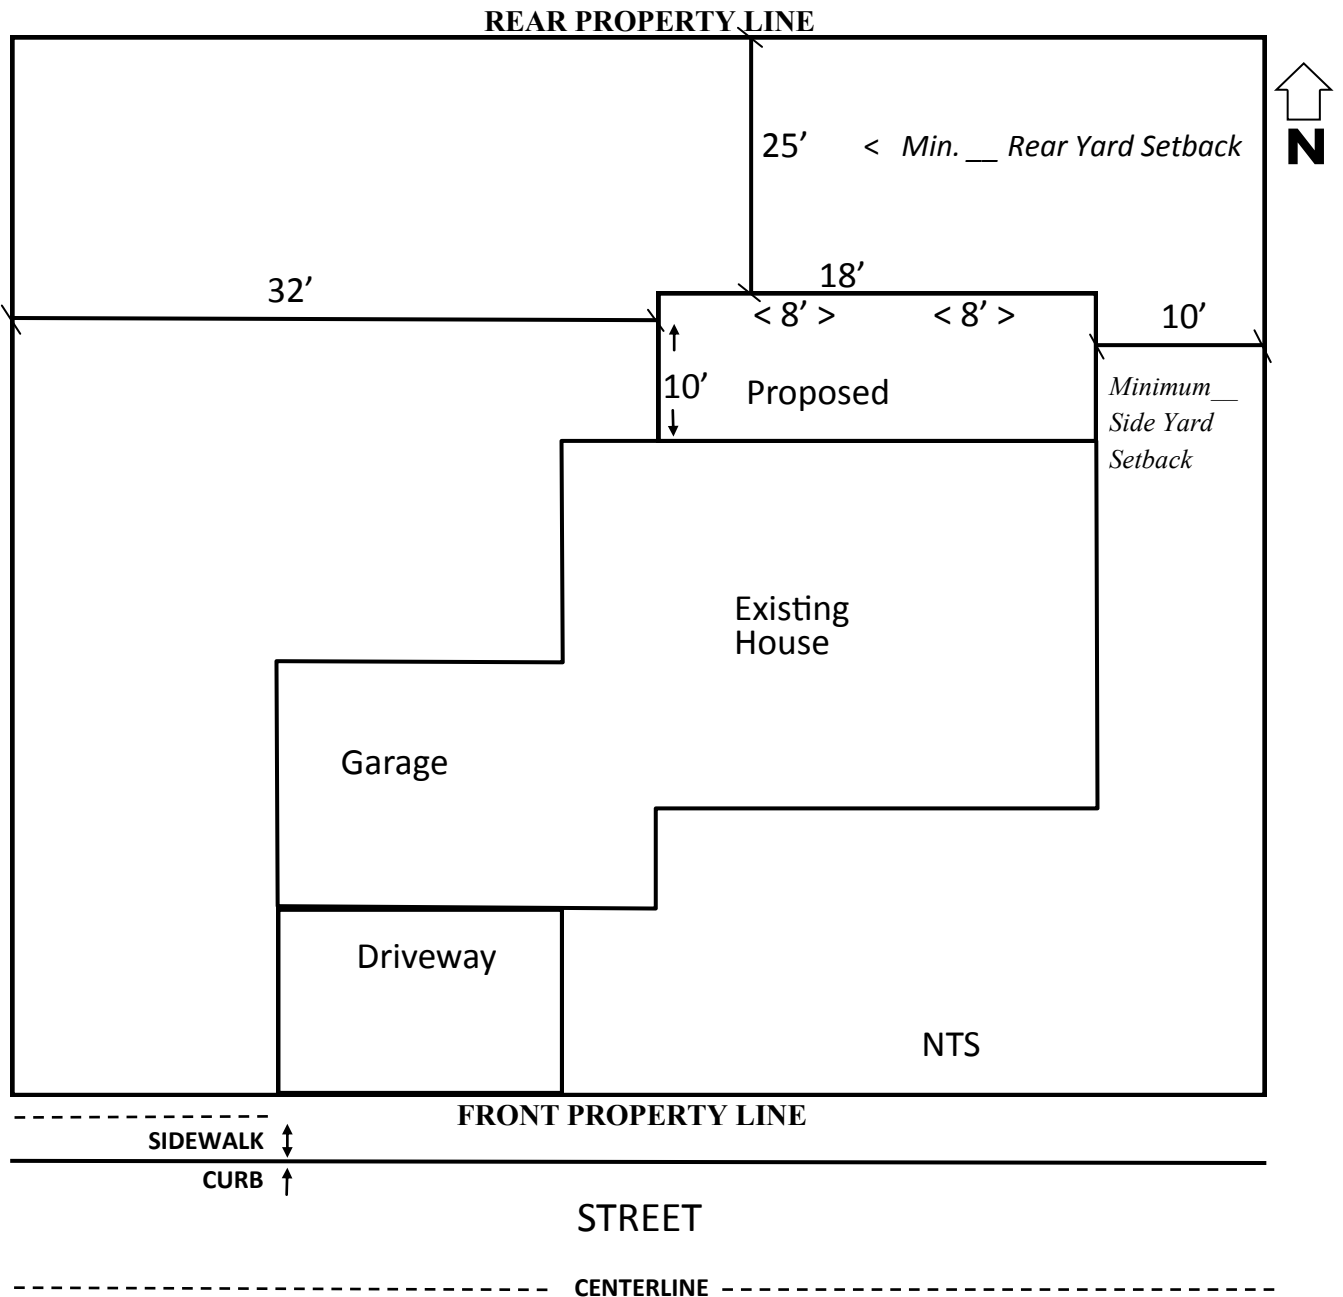 REAR PROPERTY LINE
25’ < Min. __ Rear Yard Setback
N
32’
18’
< 8’ > < 8’ >
10’
10’
Proposed
Minimum__
Side Yard
Setback
Existing
House
Garage
Driveway
NTS
FRONT PROPERTY LINE
SIDEWALK
CURB
STREET
CENTERLINE